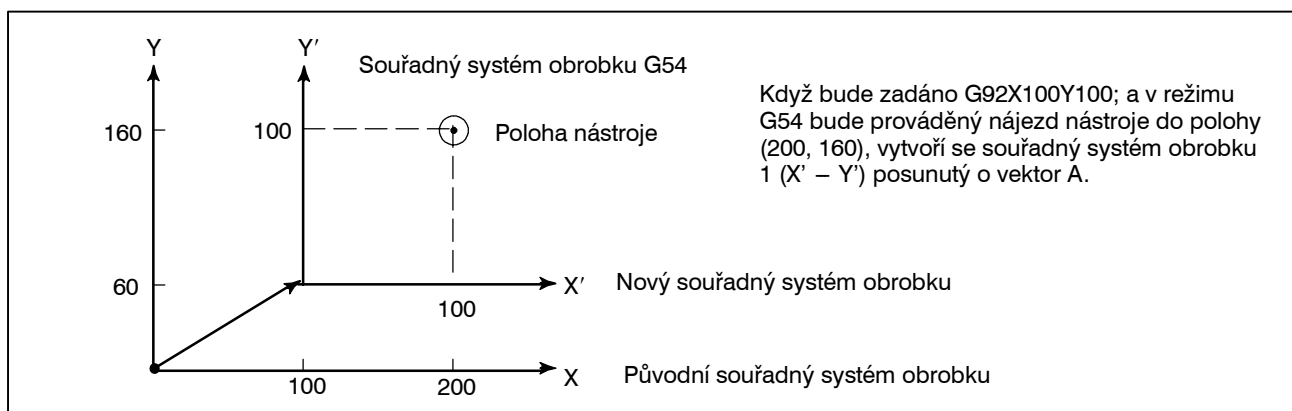 Y
Y′
Souřadný systém obrobku G54
160
100
Poloha nástroje
Když bude zadáno G92X100Y100; a v režimu
G54 bude prováděný nájezd nástroje do polohy
(200, 160), vytvoří se souřadný systém obrobku
1 (X’ – Y’) posunutý o vektor A.
60
X′
Nový souřadný systém obrobku
100
X
Původní souřadný systém obrobku
100
200